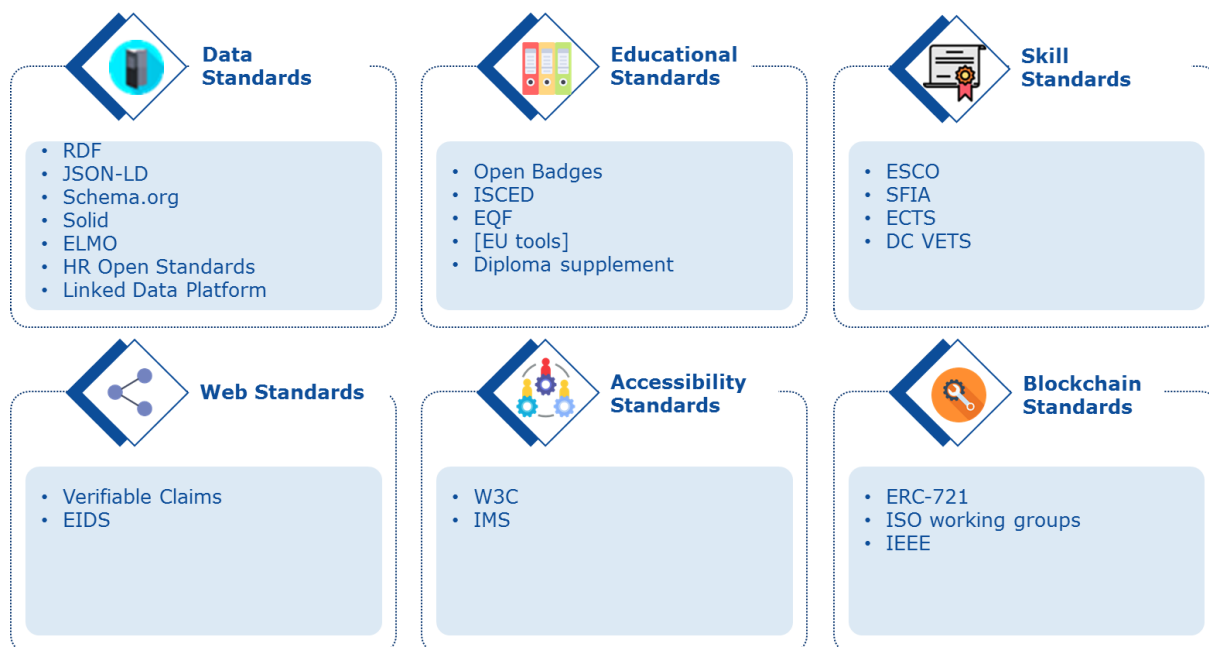 Data
Standards
• RDF
• JSON-LD
• Schema.org
• Solid
• ELMO
• HR Open Standards
• Linked Data Platform
Educational
Standards
• Open Badges
• ISCED
• EQF
• [EU tools]
• Diploma supplement
Skill
Standards
• ESCO
• SFIA
• ECTS
• DC VETS
Web Standards
• Verifiable Claims
• EIDS
Accessibility
Standards
• W3C
• IMS
Blockchain
Standards
• ERC-721
• ISO working groups
• IEEE